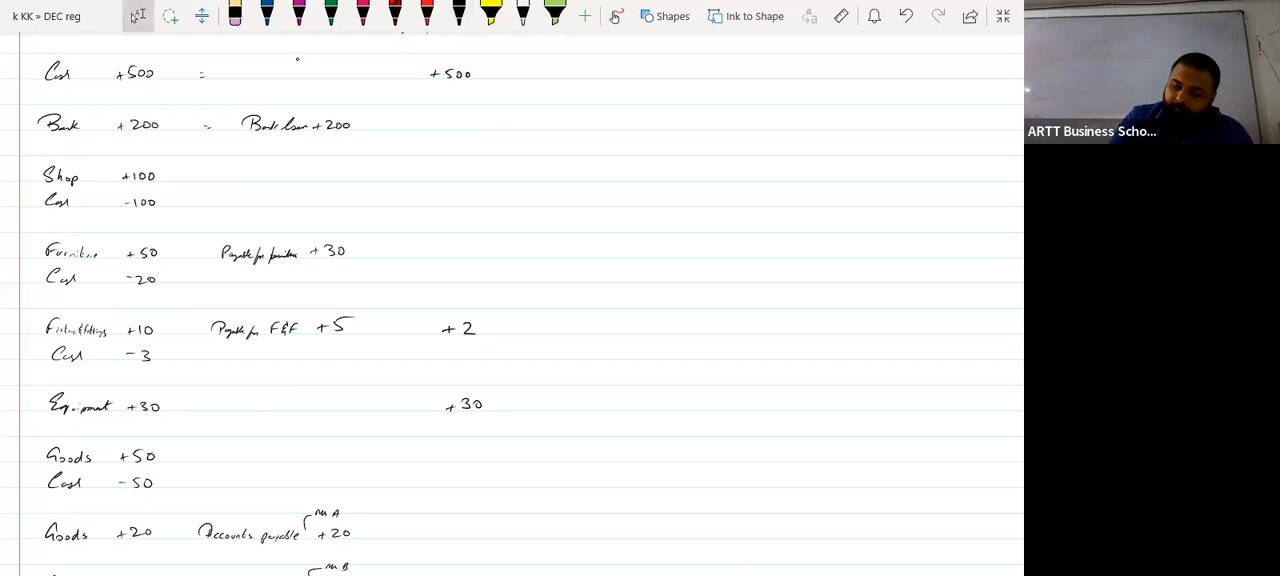 k KK » DEC reg
Shapes
Ink to Shape
Cash +500 = +500
Bank +200 = Bank loan +200
Shop +100
Cash -100
Furniture +50 Payable for furniture +30
Cash -20
Fixture & fittings +10 Payable for F&F +5 +2
Cash -3
Equipment +30 +30
Goods +50
Cash -50
Mr A
Goods +20 Accounts payable +20
Mr. B
ARTT Business Scho...